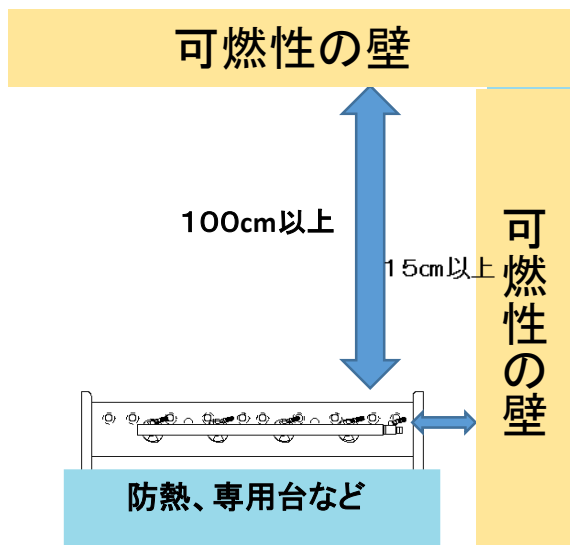 可燃性の壁
100cm以上
15cm以上
可燃性の壁
防熱、専用台など